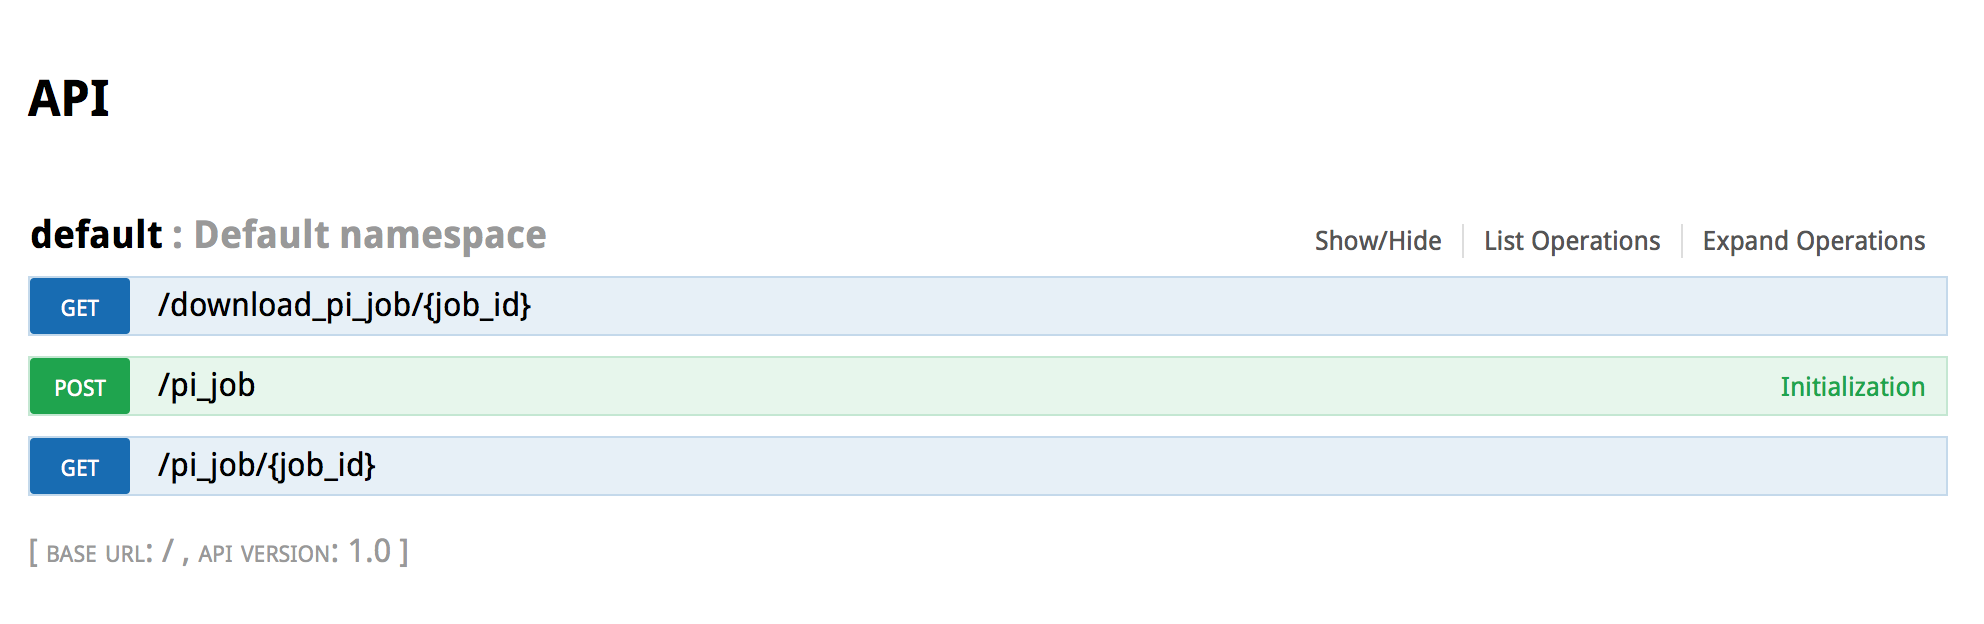 API
default : Default namespace Show/Hide List Operations Expand Operations
GET /download_pi_job/{job_id}
POST /pi_job Initialization
GET /pi_job/{job_id}
[ BASE URL: / , API VERSION: 1.0 ]